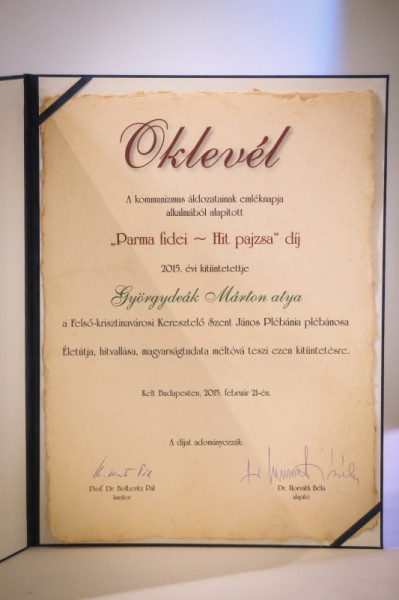 Oklevél
A kommunizmus áldozatainak emléknapja
alkalmából alapított
„Parma fidei ~ Hit pajzsa“ díj
2015. évi kitüntetettje
Györgydeák Márton atya
a Felső-krisztinavárosi Keresztelő Szent János Plébánia plébánosa
Életútja, hitvallása, magyarságtudata méltóvá teszi ezen kitüntetésre.
Kelt Budapesten, 2015. február 21-én.
A díjat adományozzák:
Prof. Dr. Bolberitz Pál
kurátor
Dr. Horváth Béla
alapító